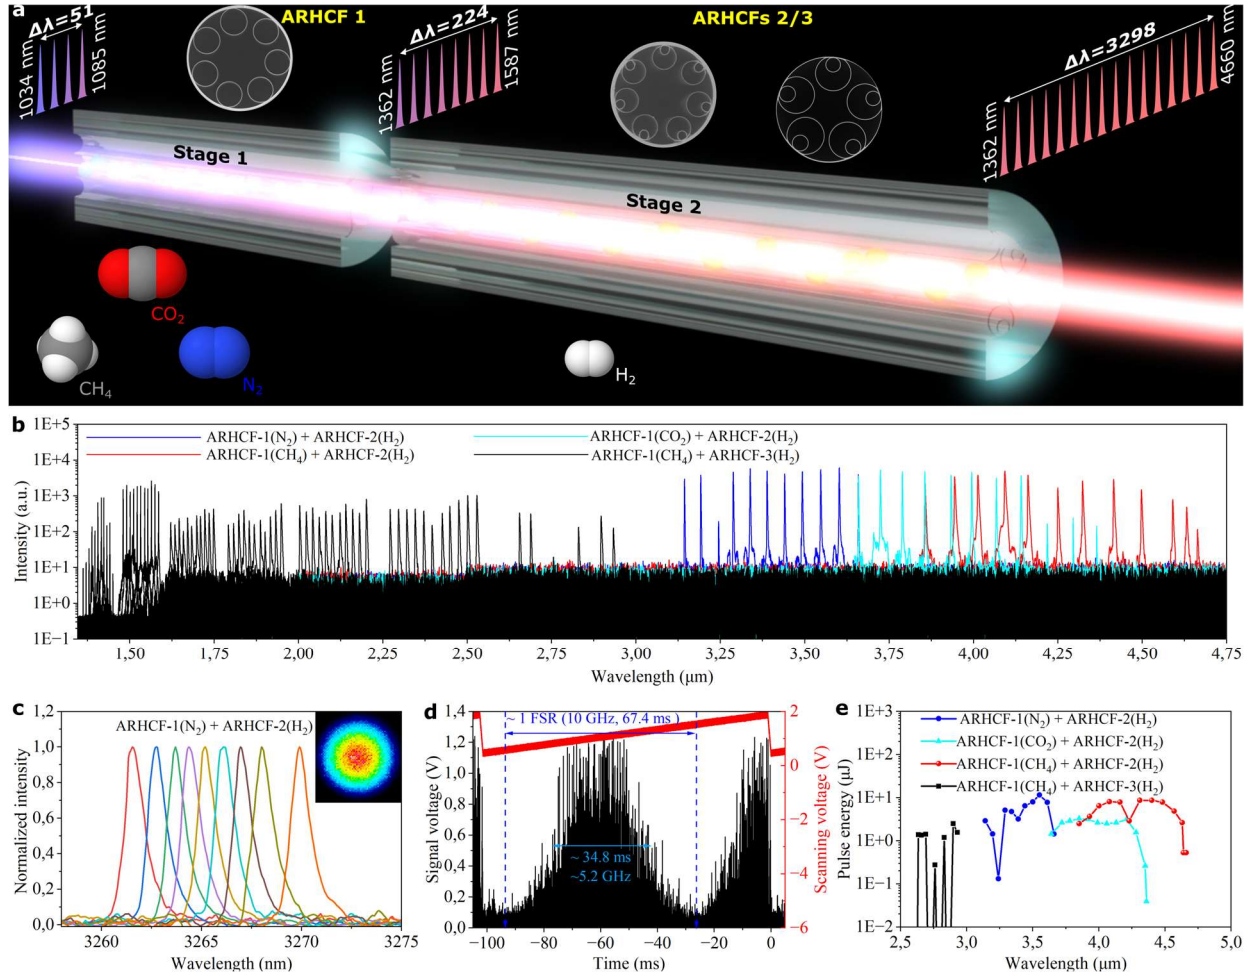 a
Δλ=51
1034 nm
1085 nm
ARHCF 1
Δλ=224
1362 nm
1587 nm
ARHCFs 2/3
Δλ=3298
1362 nm
4660 nm
Stage 1
Stage 2
CO₂
CH₄
N₂
H₂
b
Intensity (a.u.)
1E+5
1E+4
1E+3
1E+2
1E+1
1E+0
1E−1
ARHCF-1(N₂) + ARHCF-2(H₂)
ARHCF-1(CO₂) + ARHCF-2(H₂)
ARHCF-1(CH₄) + ARHCF-2(H₂)
ARHCF-1(CH₄) + ARHCF-3(H₂)
1,50 1,75 2,00 2,25 2,50 2,75 3,00 3,25 3,50 3,75 4,00 4,25 4,50 4,75
Wavelength (μm)
c
Normalized intensity
1,2
1,0
0,8
0,6
0,4
0,2
0,0
ARHCF-1(N₂) + ARHCF-2(H₂)
3260 3265 3270 3275
Wavelength (nm)
d
Signal voltage (V)
1.4
1.2
1.0
0.8
0.6
0.4
0.2
0.0
~ 1 FSR (10 GHz, 67.4 ms )
~ 34.8 ms
~5.2 GHz
2
0
−2
−4
−6
Scanning voltage (V)
−100 −80 −60 −40 −20 0
Time (ms)
e
Pulse energy (μJ)
1E+3
1E+2
1E+1
1E+0
1E−1
1E−2
ARHCF-1(N₂) + ARHCF-2(H₂)
ARHCF-1(CO₂) + ARHCF-2(H₂)
ARHCF-1(CH₄) + ARHCF-2(H₂)
ARHCF-1(CH₄) + ARHCF-3(H₂)
2,5 3,0 3,5 4,0 4,5 5,0
Wavelength (μm)